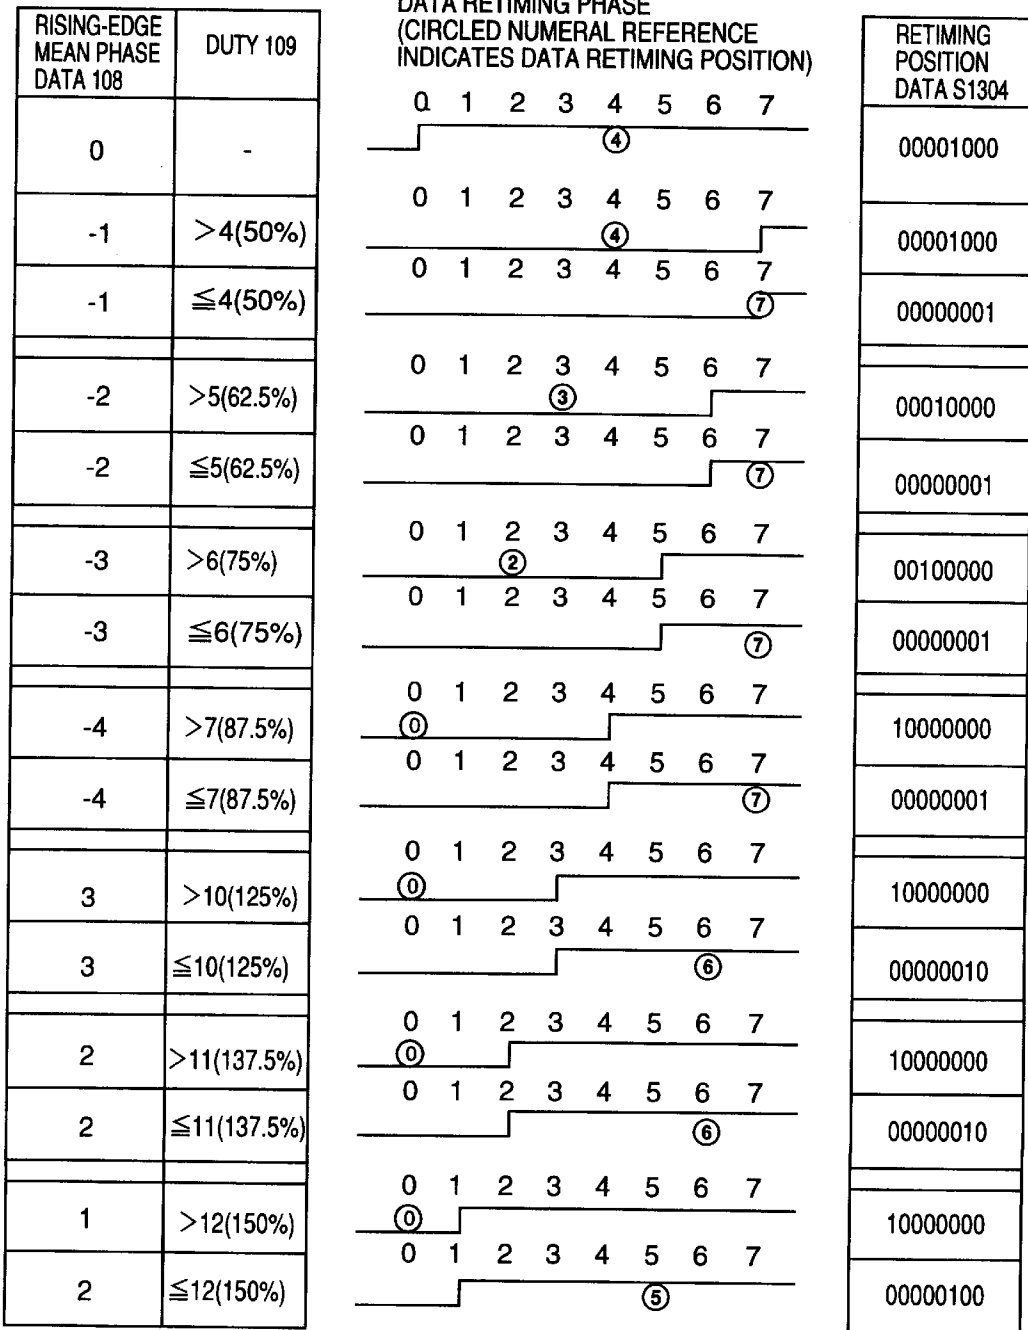 DATA RETIMING PHASE
(CIRCLED NUMERAL REFERENCE
INDICATES DATA RETIMING POSITION)
RISING-EDGE
MEAN PHASE
DATA 108
DUTY 109
RETIMING
POSITION
DATA S1304
0 1 2 3 4 5 6 7
0 - ④ 00001000
0 1 2 3 4 5 6 7
-1 >4(50%) ④ 00001000
0 1 2 3 4 5 6 7
-1 ≦4(50%) ⑦ 00000001
0 1 2 3 4 5 6 7
-2 >5(62.5%) ③ 00010000
0 1 2 3 4 5 6 7
-2 ≦5(62.5%) ⑦ 00000001
0 1 2 3 4 5 6 7
-3 >6(75%) ② 00100000
0 1 2 3 4 5 6 7
-3 ≦6(75%) ⑦ 00000001
0 1 2 3 4 5 6 7
-4 >7(87.5%) ⓪ 10000000
0 1 2 3 4 5 6 7
-4 ≦7(87.5%) ⑦ 00000001
0 1 2 3 4 5 6 7
3 >10(125%) ⓪ 10000000
0 1 2 3 4 5 6 7
3 ≦10(125%) ⑥ 00000010
0 1 2 3 4 5 6 7
2 >11(137.5%) ⓪ 10000000
0 1 2 3 4 5 6 7
2 ≦11(137.5%) ⑥ 00000010
0 1 2 3 4 5 6 7
1 >12(150%) ⓪ 10000000
0 1 2 3 4 5 6 7
2 ≦12(150%) ⑤ 00000100